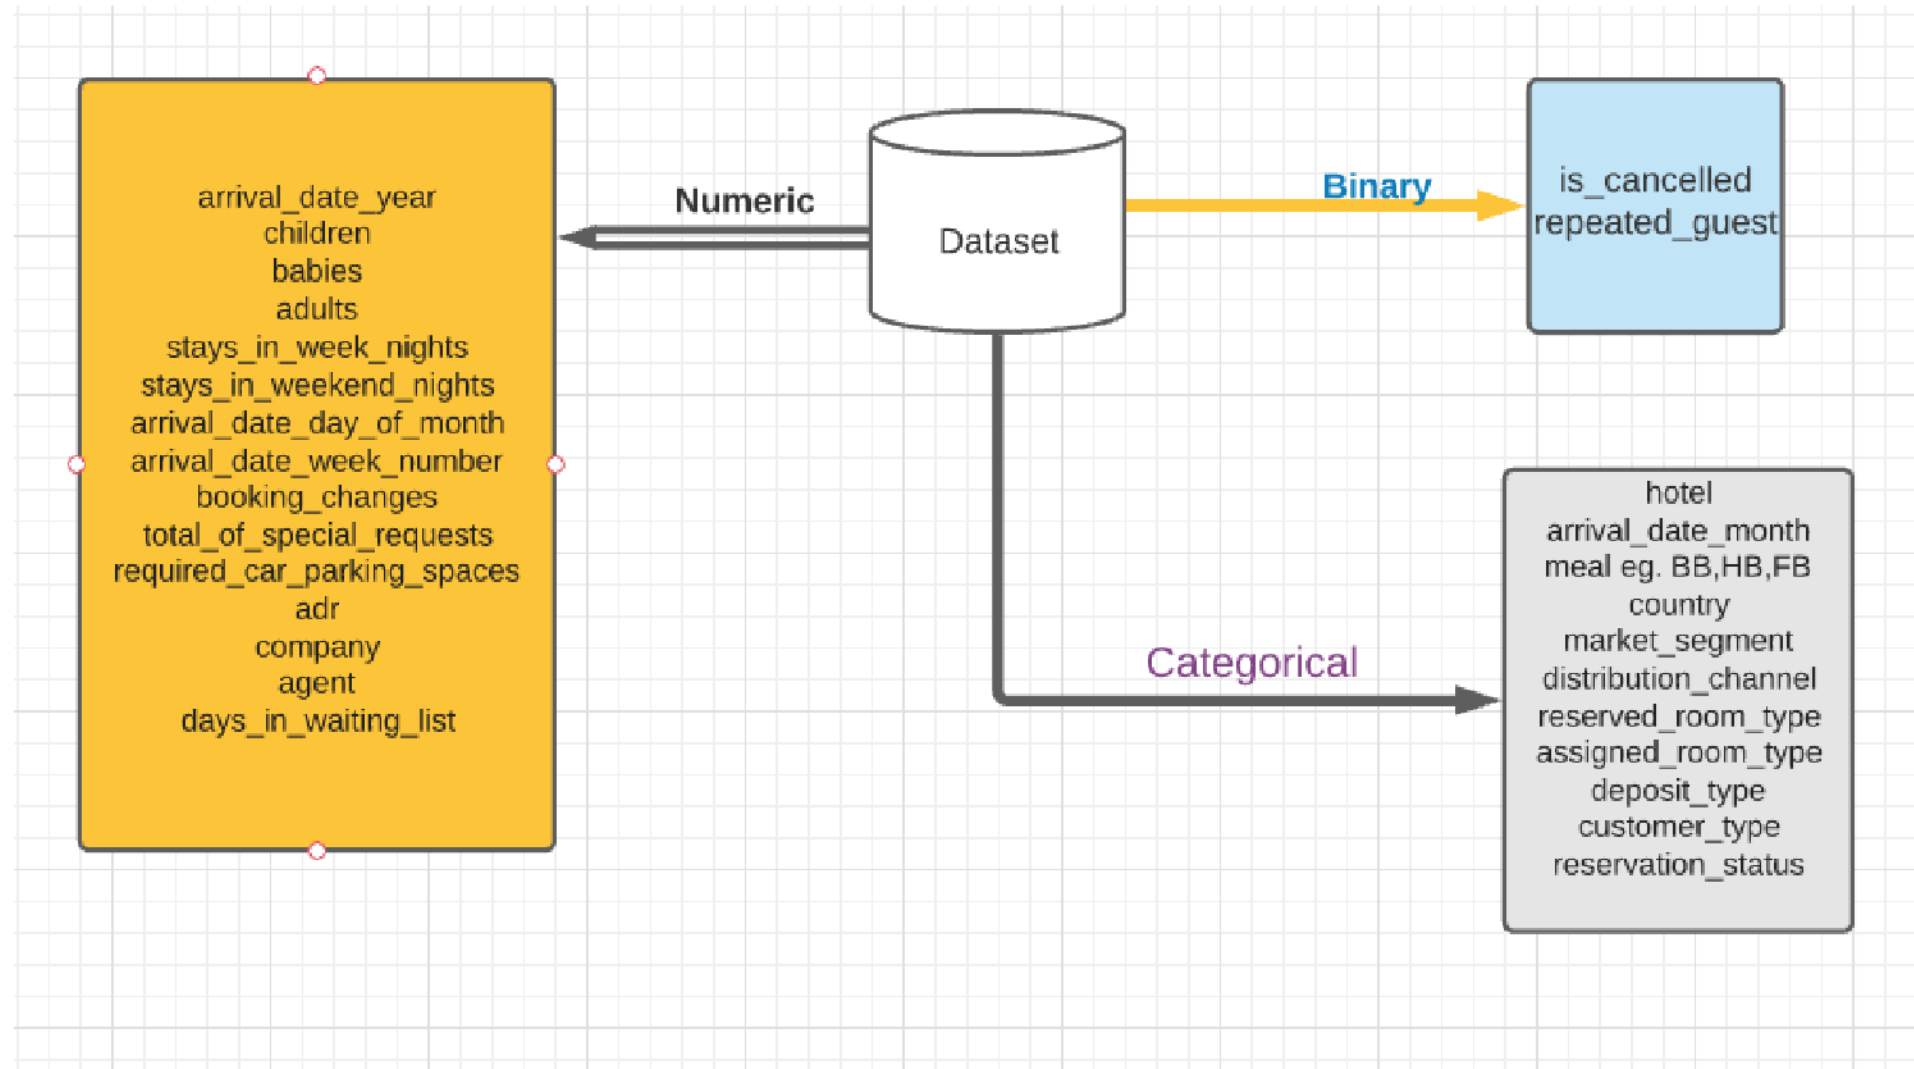 arrival_date_year
children
babies
adults
stays_in_week_nights
stays_in_weekend_nights
arrival_date_day_of_month
arrival_date_week_number
booking_changes
total_of_special_requests
required_car_parking_spaces
adr
company
agent
days_in_waiting_list
Numeric
Dataset
Binary
is_cancelled
repeated_guest
Categorical
hotel
arrival_date_month
meal eg. BB,HB,FB
country
market_segment
distribution_channel
reserved_room_type
assigned_room_type
deposit_type
customer_type
reservation_status